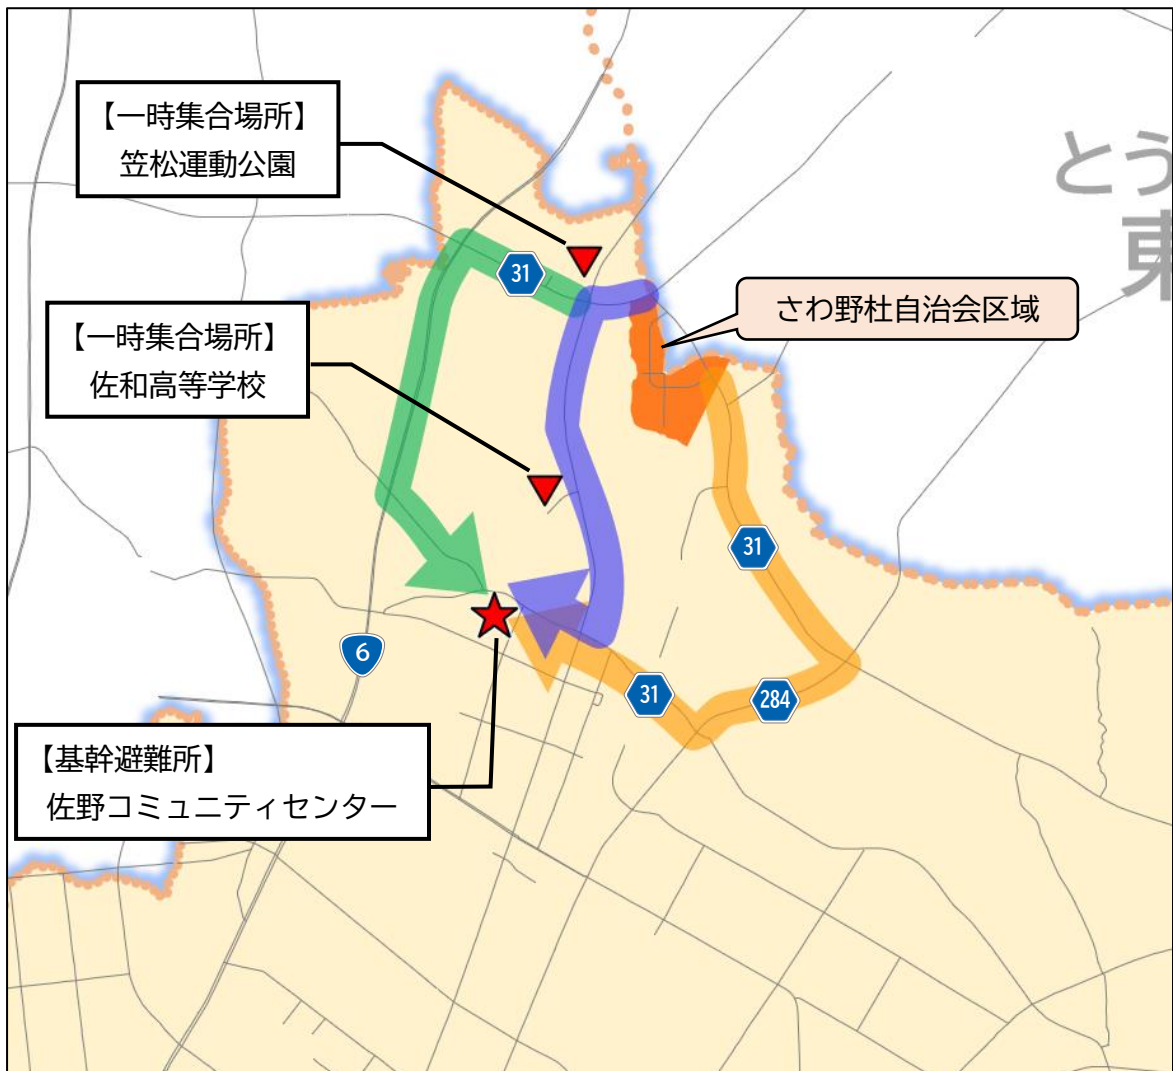 【一時集合場所】
笠松運動公園
とう
東
31
さわ野杜自治会区域
【一時集合場所】
佐和高等学校
31
6
31
284
【基幹避難所】
佐野コミュニティセンター